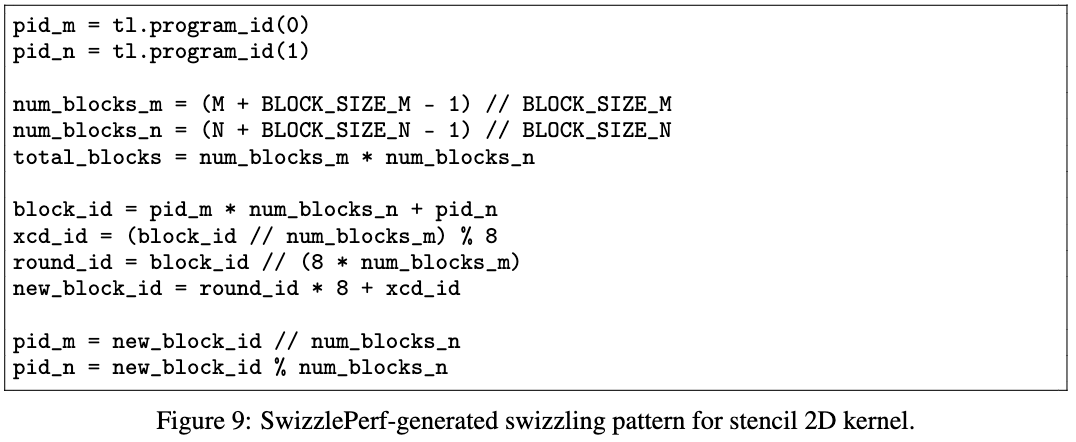 pid_m = tl.program_id(0)
pid_n = tl.program_id(1)
num_blocks_m = (M + BLOCK_SIZE_M - 1) // BLOCK_SIZE_M
num_blocks_n = (N + BLOCK_SIZE_N - 1) // BLOCK_SIZE_N
total_blocks = num_blocks_m * num_blocks_n
block_id = pid_m * num_blocks_n + pid_n
xcd_id = (block_id // num_blocks_m) % 8
round_id = block_id // (8 * num_blocks_m)
new_block_id = round_id * 8 + xcd_id
pid_m = new_block_id // num_blocks_n
pid_n = new_block_id % num_blocks_n
Figure 9: SwizzlePerf-generated swizzling pattern for stencil 2D kernel.